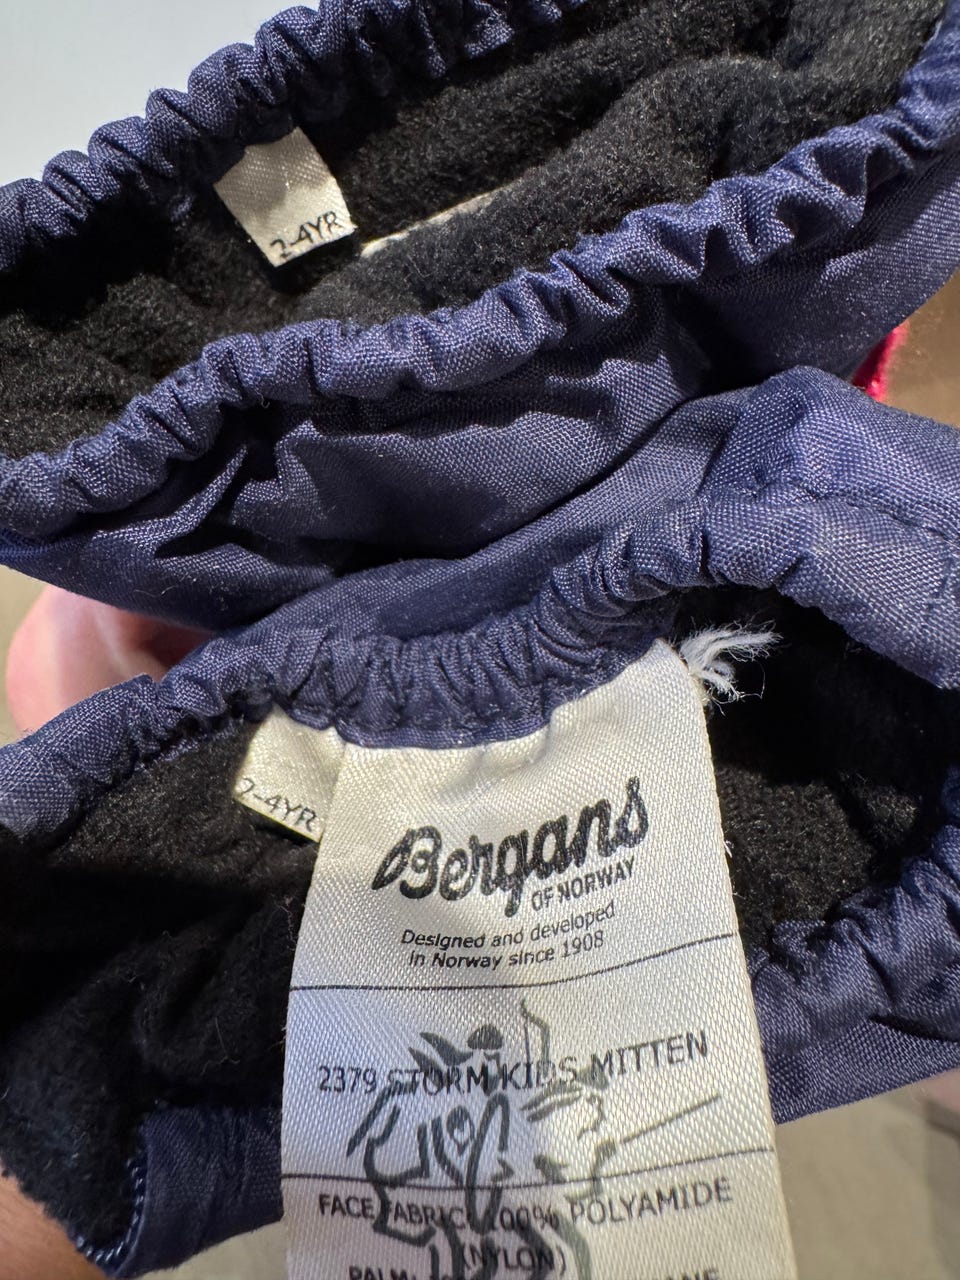 2-4YR
2-4YR
Bergans
OF NORWAY
Designed and developed
in Norway since 1908
2379 STORM KIDS MITTEN
FACE FABRIC: 100% POLYAMIDE
(NYLON)
PALM: